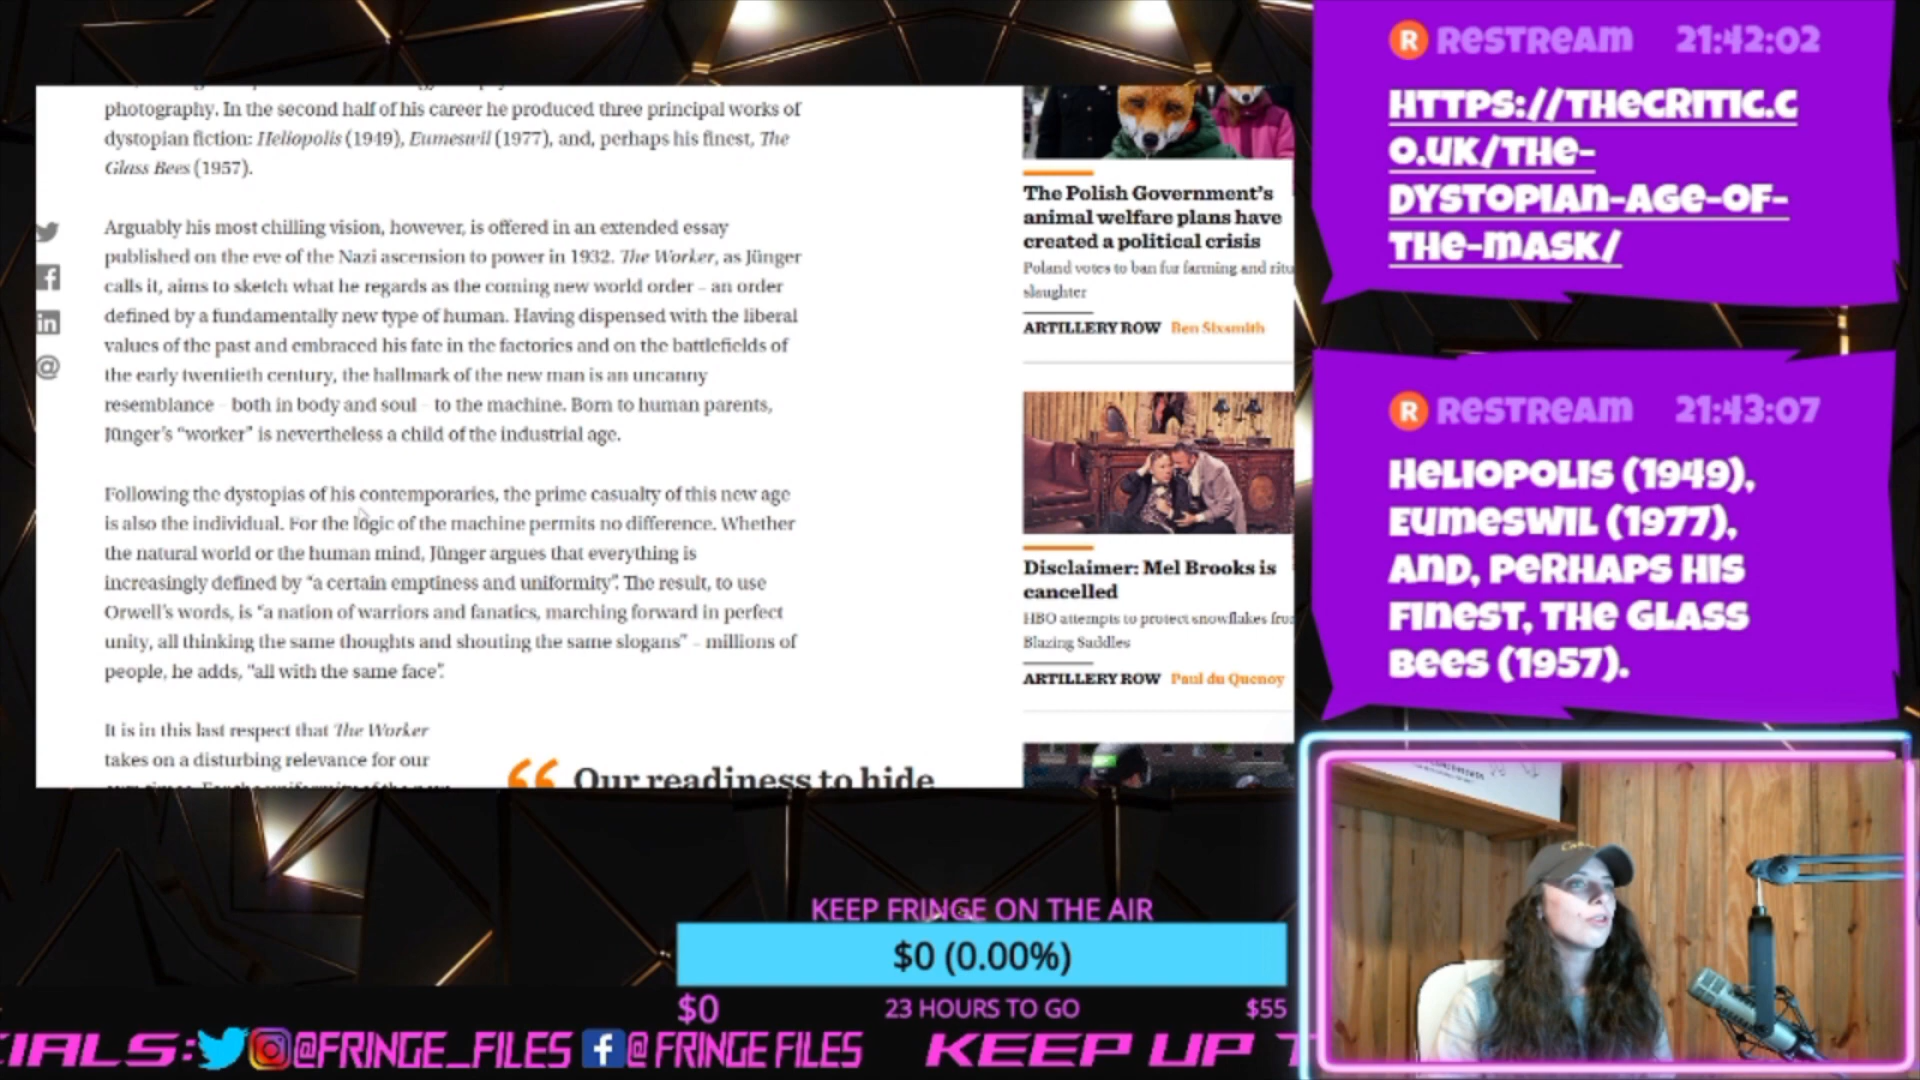 photography. In the second half of his career he produced three principal works of
dystopian fiction: Heliopolis (1949), Eumeswil (1977), and, perhaps his finest, The
Glass Bees (1957).
Arguably his most chilling vision, however, is offered in an extended essay
published on the eve of the Nazi ascension to power in 1932. The Worker, as Jünger
calls it, aims to sketch what he regards as the coming new world order – an order
defined by a fundamentally new type of human. Having dispensed with the liberal
values of the past and embraced his fate in the factories and on the battlefields of
the early twentieth century, the hallmark of the new man is an uncanny
resemblance – both in body and soul – to the machine. Born to human parents,
Jünger's "worker" is nevertheless a child of the industrial age.
Following the dystopias of his contemporaries, the prime casualty of this new age
is also the individual. For the logic of the machine permits no difference. Whether
the natural world or the human mind, Jünger argues that everything is
increasingly defined by "a certain emptiness and uniformity". The result, to use
Orwell's words, is "a nation of warriors and fanatics, marching forward in perfect
unity, all thinking the same thoughts and shouting the same slogans" – millions of
people, he adds, "all with the same face".
It is in this last respect that The Worker
takes on a disturbing relevance for our
“ Our readiness to hide
The Polish Government's
animal welfare plans have
created a political crisis
Poland votes to ban fur farming and ritu
slaughter
ARTILLERY ROW Ben Sixsmith
Disclaimer: Mel Brooks is
cancelled
HBO attempts to protect snowflakes from
Blazing Saddles
ARTILLERY ROW Paul du Quenoy
R RESTREAM 21:42:02
HTTPS://THECRITIC.C
O.UK/THE-
DYSTOPIAN-AGE-OF-
THE-MASK/
R RESTREAM 21:43:07
HELIOPOLIS (1949),
EUMESWIL (1977),
AND, PERHAPS HIS
FINEST, THE GLASS
BEES (1957).
KEEP FRINGE ON THE AIR
$0 (0.00%)
$0 23 HOURS TO GO $55
IALS: @FRINGE_FILES @FRINGE FILES KEEP UP T